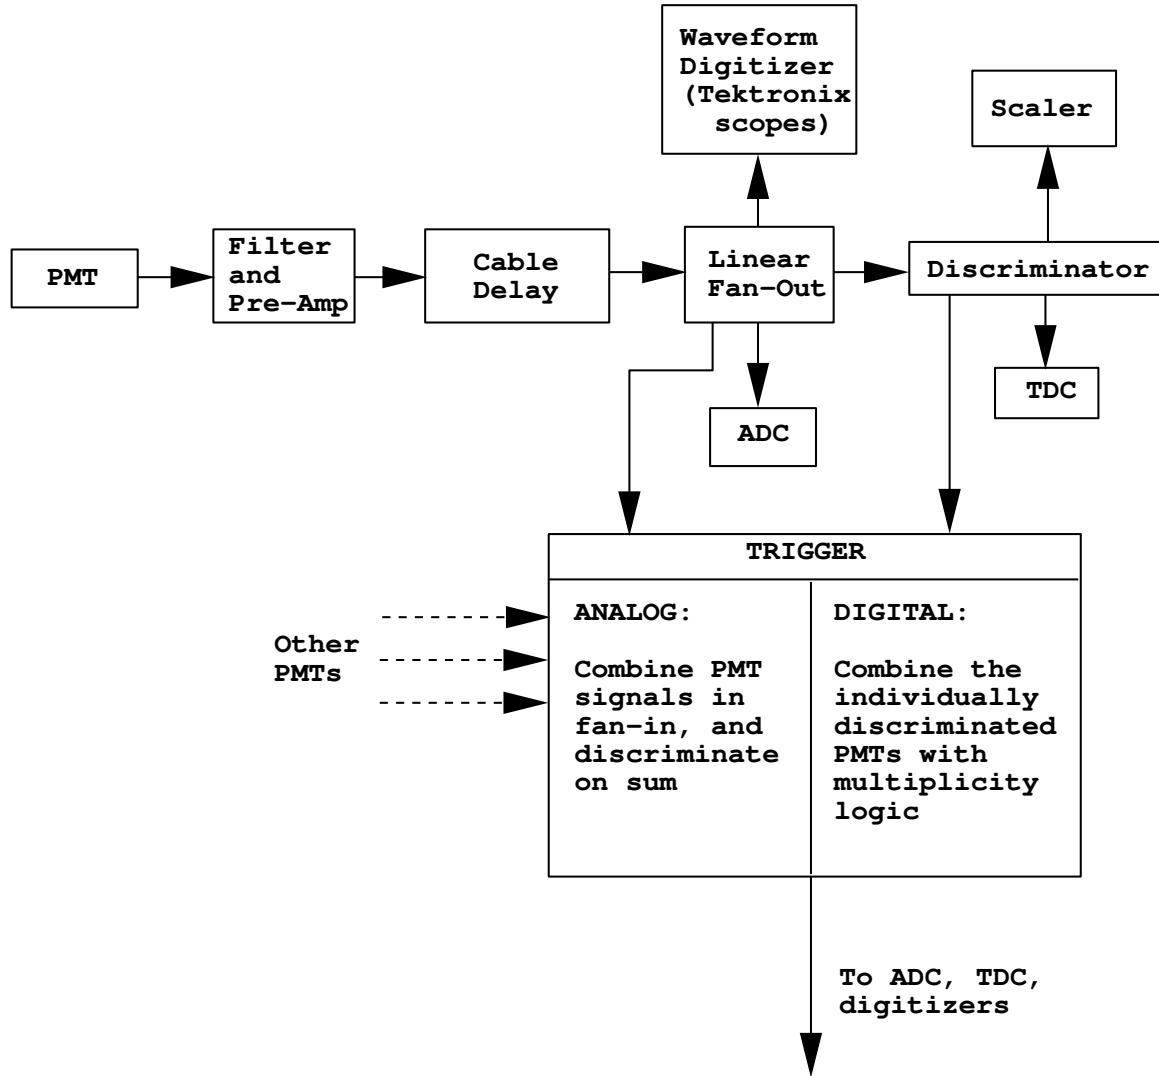 Waveform
Digitizer
(Tektronix
scopes)
Scaler
PMT
Filter
and
Pre-Amp
Cable
Delay
Linear
Fan-Out
Discriminator
ADC
TDC
TRIGGER
Other
PMTs
ANALOG:
Combine PMT
signals in
fan-in, and
discriminate
on sum
DIGITAL:
Combine the
individually
discriminated
PMTs with
multiplicity
logic
To ADC, TDC,
digitizers